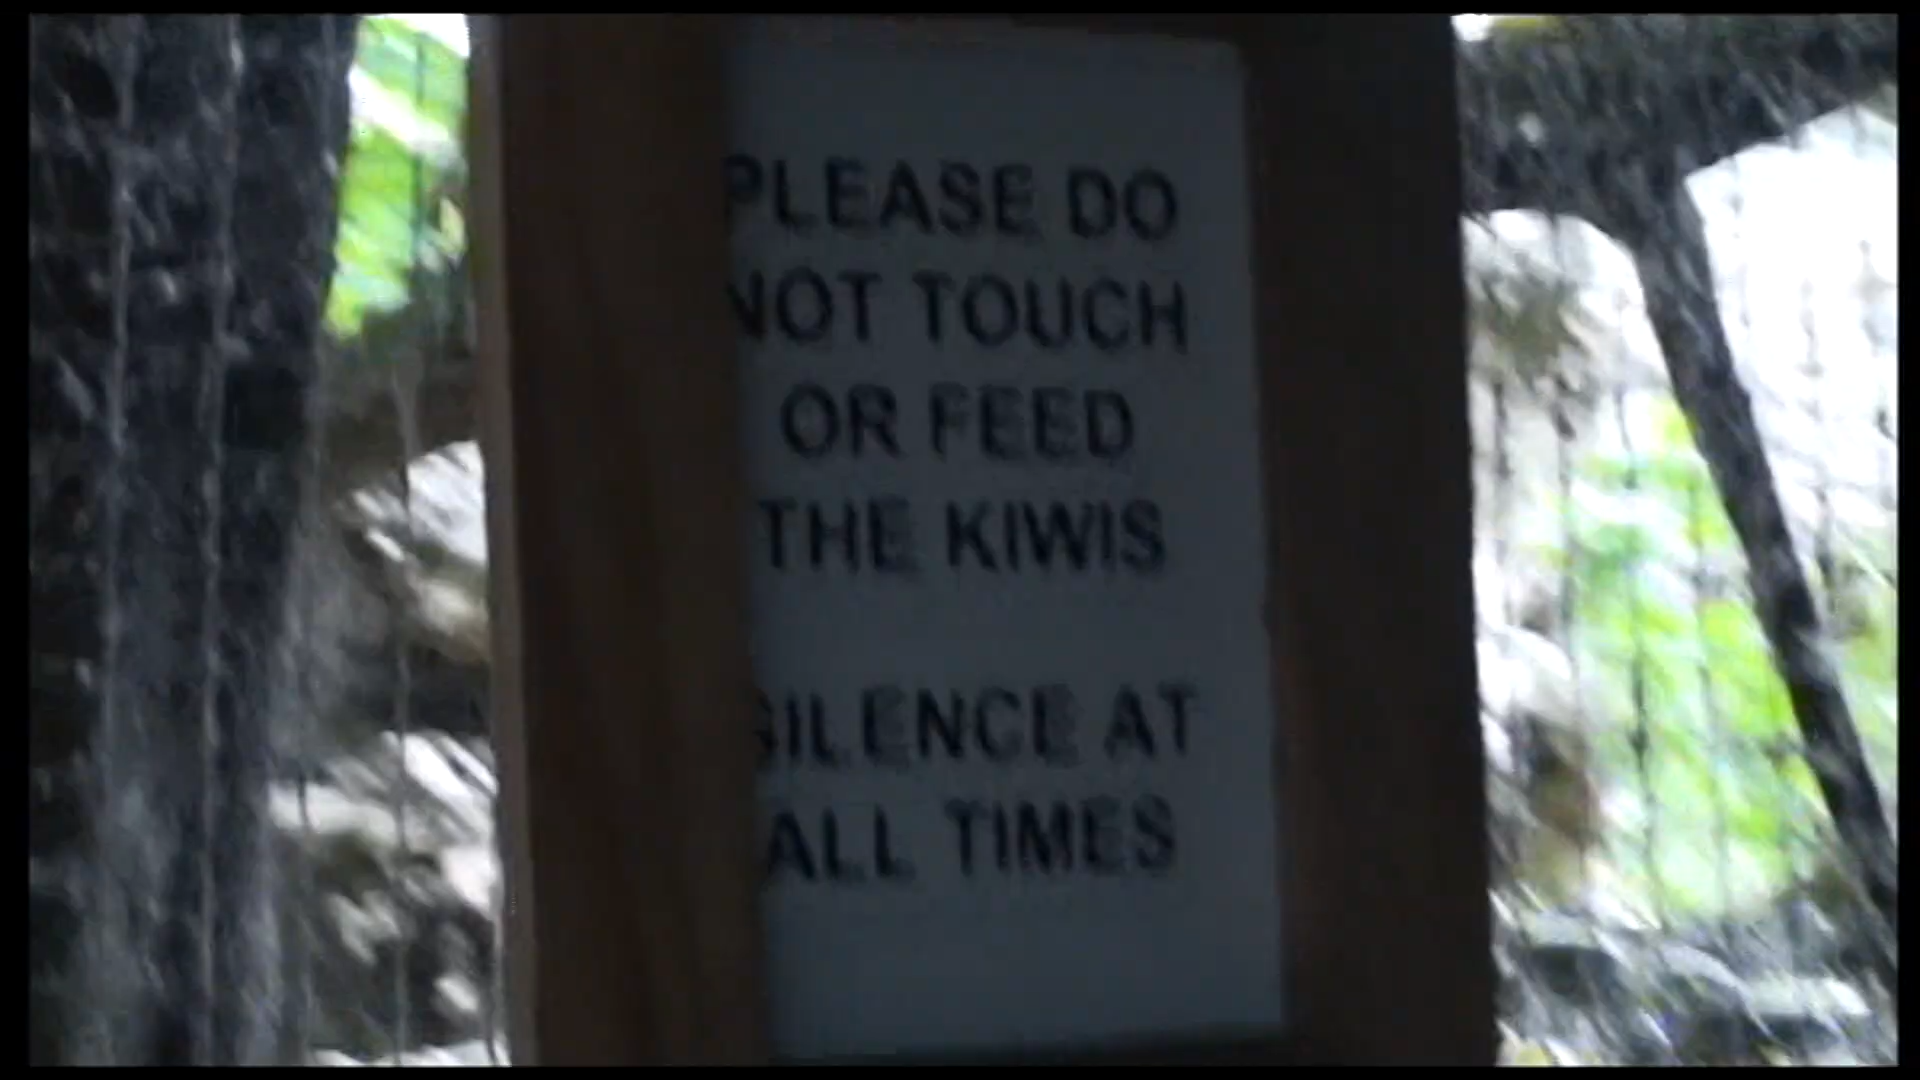 PLEASE DO
NOT TOUCH
OR FEED
THE KIWIS
SILENCE AT
ALL TIMES